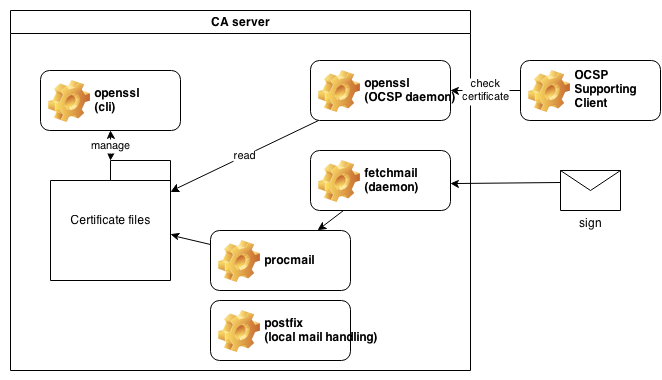 CA server
openssl
(cli)
openssl
(OCSP daemon)
check
certificate
OCSP
Supporting
Client
manage
read
fetchmail
(daemon)
Certificate files
sign
procmail
postfix
(local mail handling)